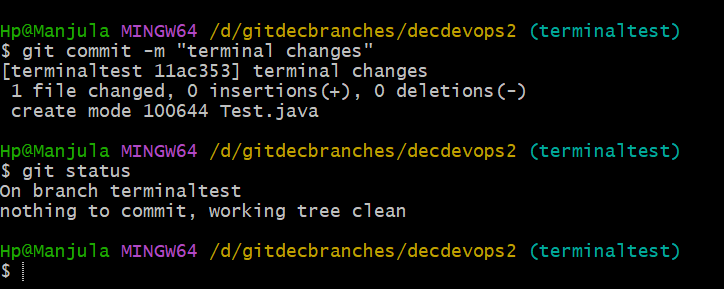 Hp@Manjula MINGW64 /d/gitdecbranches/decdevops2 (terminaltest)
$ git commit -m "terminal changes"
[terminaltest 11ac353] terminal changes
 1 file changed, 0 insertions(+), 0 deletions(-)
 create mode 100644 Test.java

Hp@Manjula MINGW64 /d/gitdecbranches/decdevops2 (terminaltest)
$ git status
On branch terminaltest
nothing to commit, working tree clean

Hp@Manjula MINGW64 /d/gitdecbranches/decdevops2 (terminaltest)
$